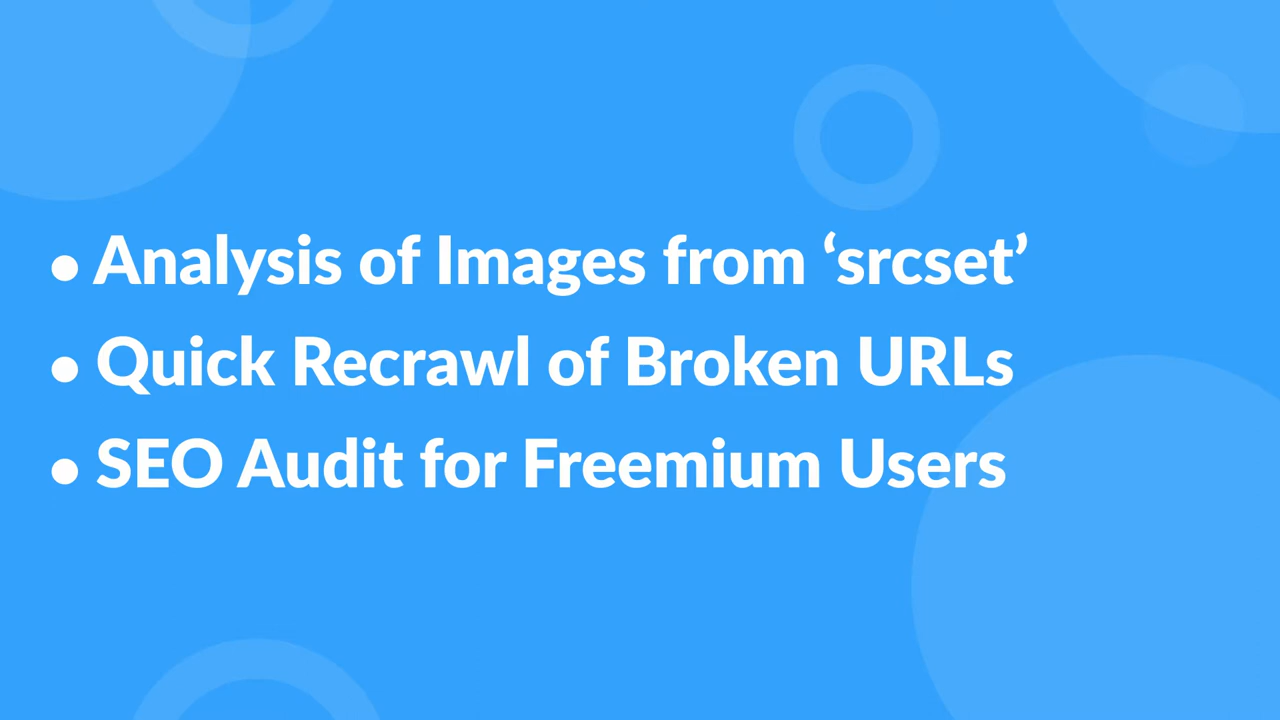 • Analysis of Images from ‘srcset’
• Quick Recrawl of Broken URLs
• SEO Audit for Freemium Users